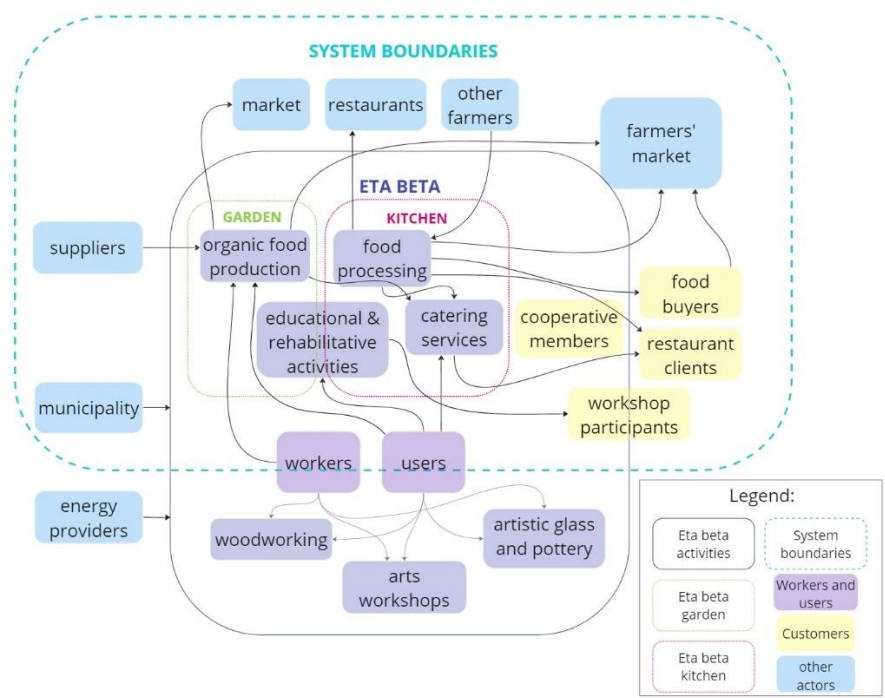 SYSTEM BOUNDARIES
market
restaurants
other
farmers
farmers'
market
ETA BETA
GARDEN
KITCHEN
suppliers
organic food
production
food
processing
food
buyers
educational &
rehabilitative
activities
catering
services
cooperative
members
restaurant
clients
municipality
workshop
participants
workers
users
energy
providers
woodworking
artistic glass
and pottery
arts
workshops
Legend:
Eta beta
activities
System
boundaries
Eta beta
garden
Workers and
users
Customers
Eta beta
kitchen
other
actors